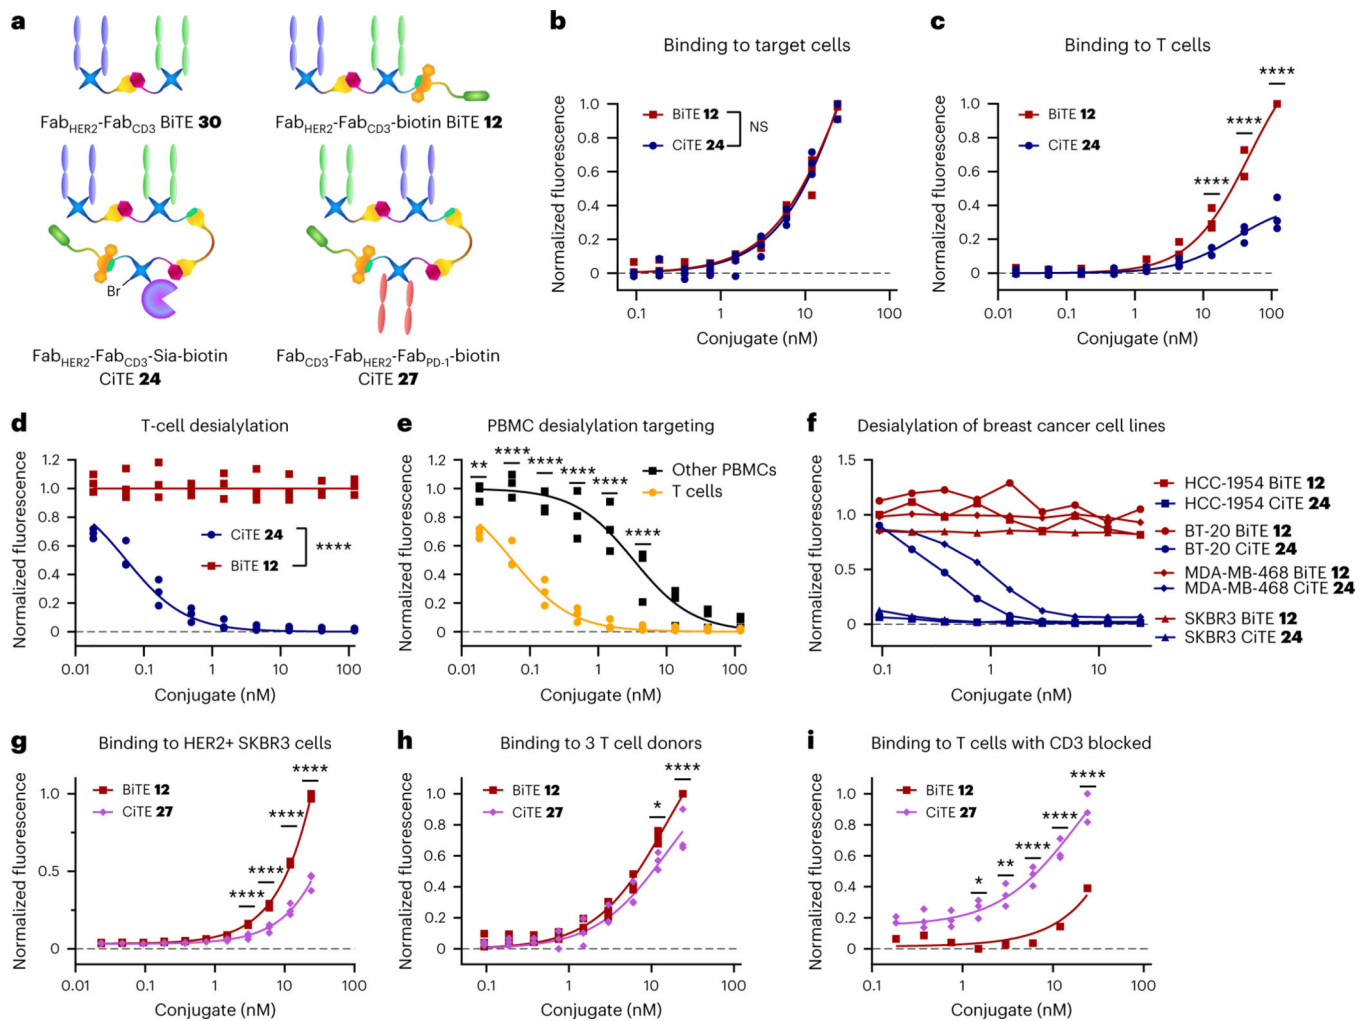 a
Fab_HER2-Fab_CD3 BiTE 30
Fab_HER2-Fab_CD3-biotin BiTE 12
Br
Fab_HER2-Fab_CD3-Sia-biotin
CiTE 24
Fab_CD3-Fab_HER2-Fab_PD-1-biotin
CiTE 27
b
Binding to target cells
Normalized fluorescence
1.0
0.8
0.6
0.4
0.2
0
BiTE 12
CiTE 24
NS
0.1
1
10
100
Conjugate (nM)
c
Binding to T cells
Normalized fluorescence
1.0
0.8
0.6
0.4
0.2
0
BiTE 12
CiTE 24
****
****
****
0.01
0.1
1
10
100
Conjugate (nM)
d
T-cell desialylation
Normalized fluorescence
1.2
1.0
0.8
0.6
0.4
0.2
0
CiTE 24
BiTE 12
****
0.01
0.1
1
10
100
Conjugate (nM)
e
PBMC desialylation targeting
Normalized fluorescence
1.2
1.0
0.8
0.6
0.4
0.2
0
**
****
****
****
****
****
Other PBMCs
T cells
0.01
0.1
1
10
100
Conjugate (nM)
f
Desialylation of breast cancer cell lines
Normalized fluorescence
1.5
1.0
0.5
0
HCC-1954 BiTE 12
HCC-1954 CiTE 24
BT-20 BiTE 12
BT-20 CiTE 24
MDA-MB-468 BiTE 12
MDA-MB-468 CiTE 24
SKBR3 BiTE 12
SKBR3 CiTE 24
0.1
1
10
Conjugate (nM)
g
Binding to HER2+ SKBR3 cells
Normalized fluorescence
1.0
0.5
0
BiTE 12
CiTE 27
****
****
****
****
0.01
0.1
1
10
100
Conjugate (nM)
h
Binding to 3 T cell donors
Normalized fluorescence
1.0
0.8
0.6
0.4
0.2
0
BiTE 12
CiTE 27
*
****
0.1
1
10
100
Conjugate (nM)
i
Binding to T cells with CD3 blocked
Normalized fluorescence
1.0
0.8
0.6
0.4
0.2
0
BiTE 12
CiTE 27
*
**
****
****
****
0.1
1
10
100
Conjugate (nM)